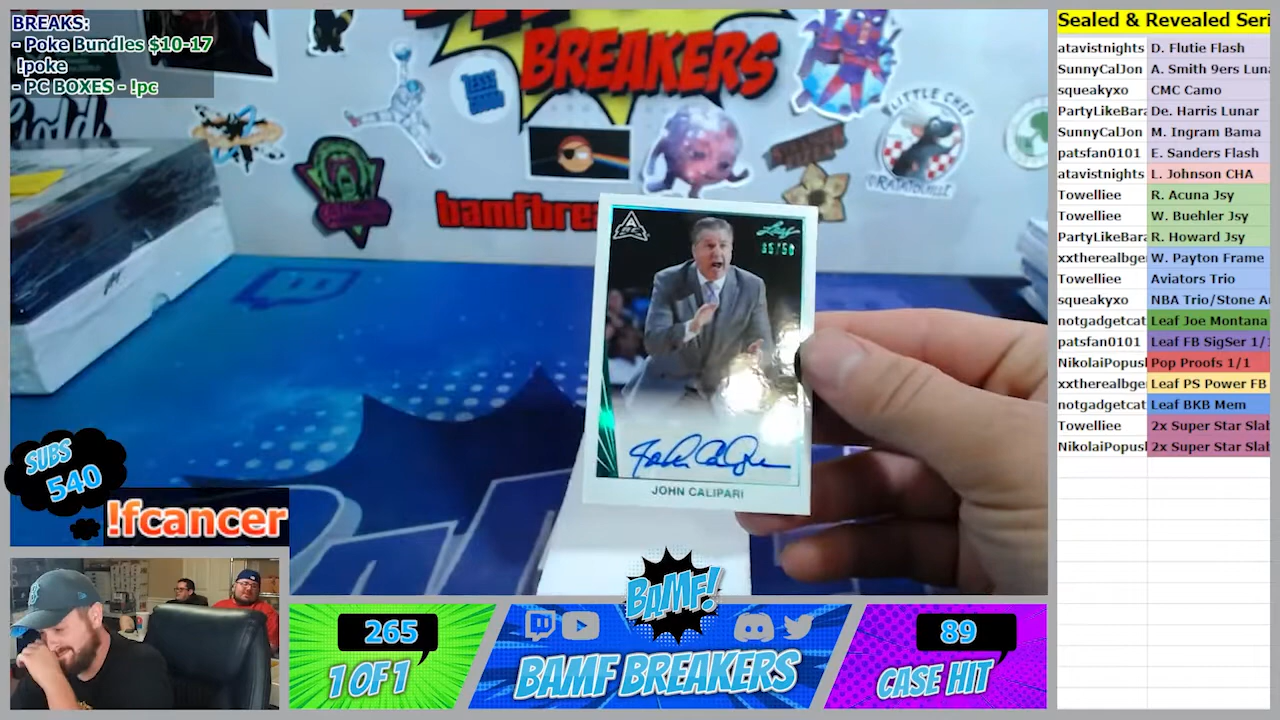 BREAKS:
- Poke Bundles $10-17
!poke
- PC BOXES - !pc
BREAKERS
LITTLE CHEF
RATATOUILLE
bamfbrea
Leaf
JOHN CALIPARI
SUBS
540
!fcancer
265
1 OF 1
BAMF!
BAMF BREAKERS
89
CASE HIT
Sealed & Revealed Seri
atavistnights D. Flutie Flash
SunnyCalJon A. Smith 9ers Luna
squeakyxo CMC Camo
PartyLikeBara De. Harris Lunar
SunnyCalJon M. Ingram Bama
patsfan0101 E. Sanders Flash
atavistnights L. Johnson CHA
Towelliee R. Acuna Jsy
Towelliee W. Buehler Jsy
PartyLikeBara R. Howard Jsy
xxtherealbge W. Payton Frame
Towelliee Aviators Trio
squeakyxo NBA Trio/Stone A
notgadgetcat Leaf Joe Montana
patsfan0101 Leaf FB SigSer 1/1
NikolaiPopusl Pop Proofs 1/1
xxtherealbge Leaf PS Power FB
notgadgetcat Leaf BKB Mem
Towelliee 2x Super Star Slab
NikolaiPopusl 2x Super Star Slab